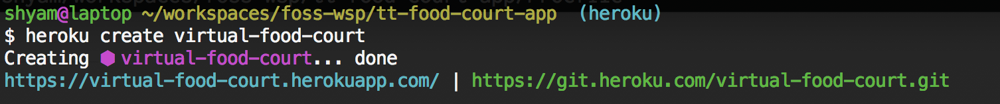 shyam@laptop ~/workspaces/foss-wsp/tt-food-court-app (heroku)
$ heroku create virtual-food-court
Creating ⬢ virtual-food-court... done
https://virtual-food-court.herokuapp.com/ | https://git.heroku.com/virtual-food-court.git